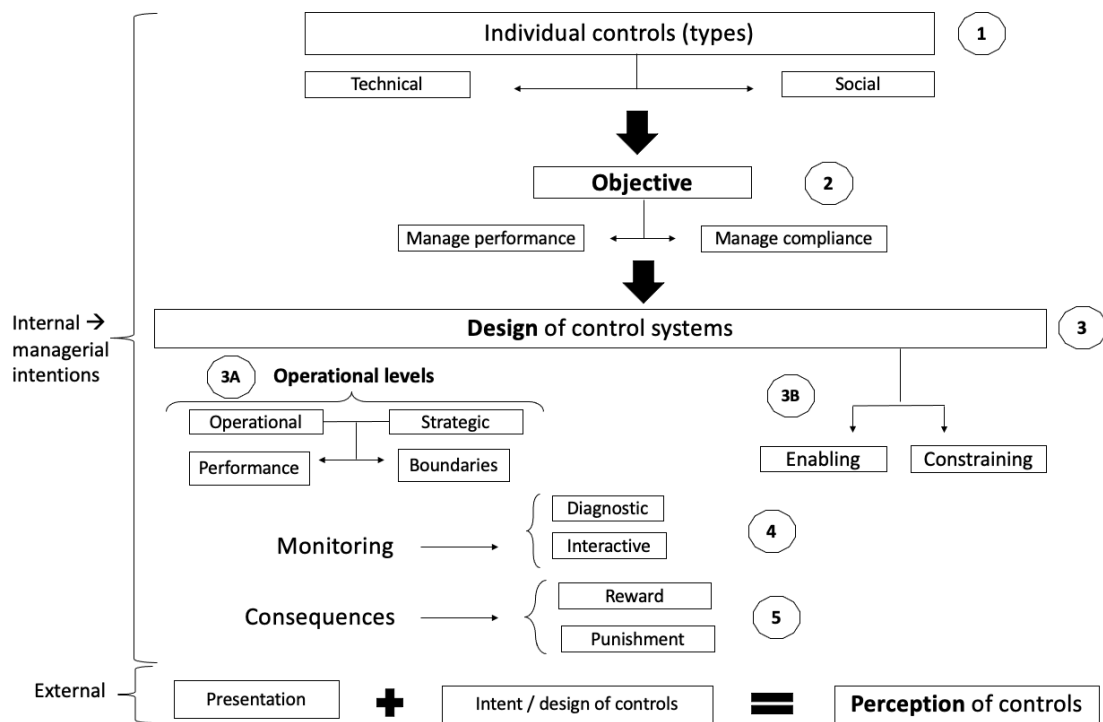 Individual controls (types)
1
Technical
Social
Objective
2
Manage performance
Manage compliance
Design of control systems
3
Internal →
managerial
intentions
3A
Operational levels
3B
Operational
Strategic
Performance
Boundaries
Enabling
Constraining
Monitoring
Diagnostic
Interactive
4
Consequences
Reward
Punishment
5
External
Presentation
+
Intent / design of controls
=
Perception of controls